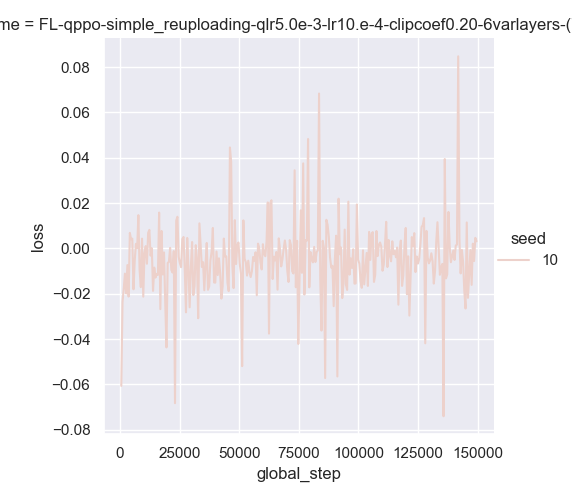 me = FL-qppo-simple_reuploading-qlr5.0e-3-lr10.e-4-clipcoef0.20-6varlayers-(
0.08
0.06
0.04
0.02
0.00
−0.02
−0.04
−0.06
−0.08
loss
0 25000 50000 75000 100000 125000 150000
global_step
seed
10